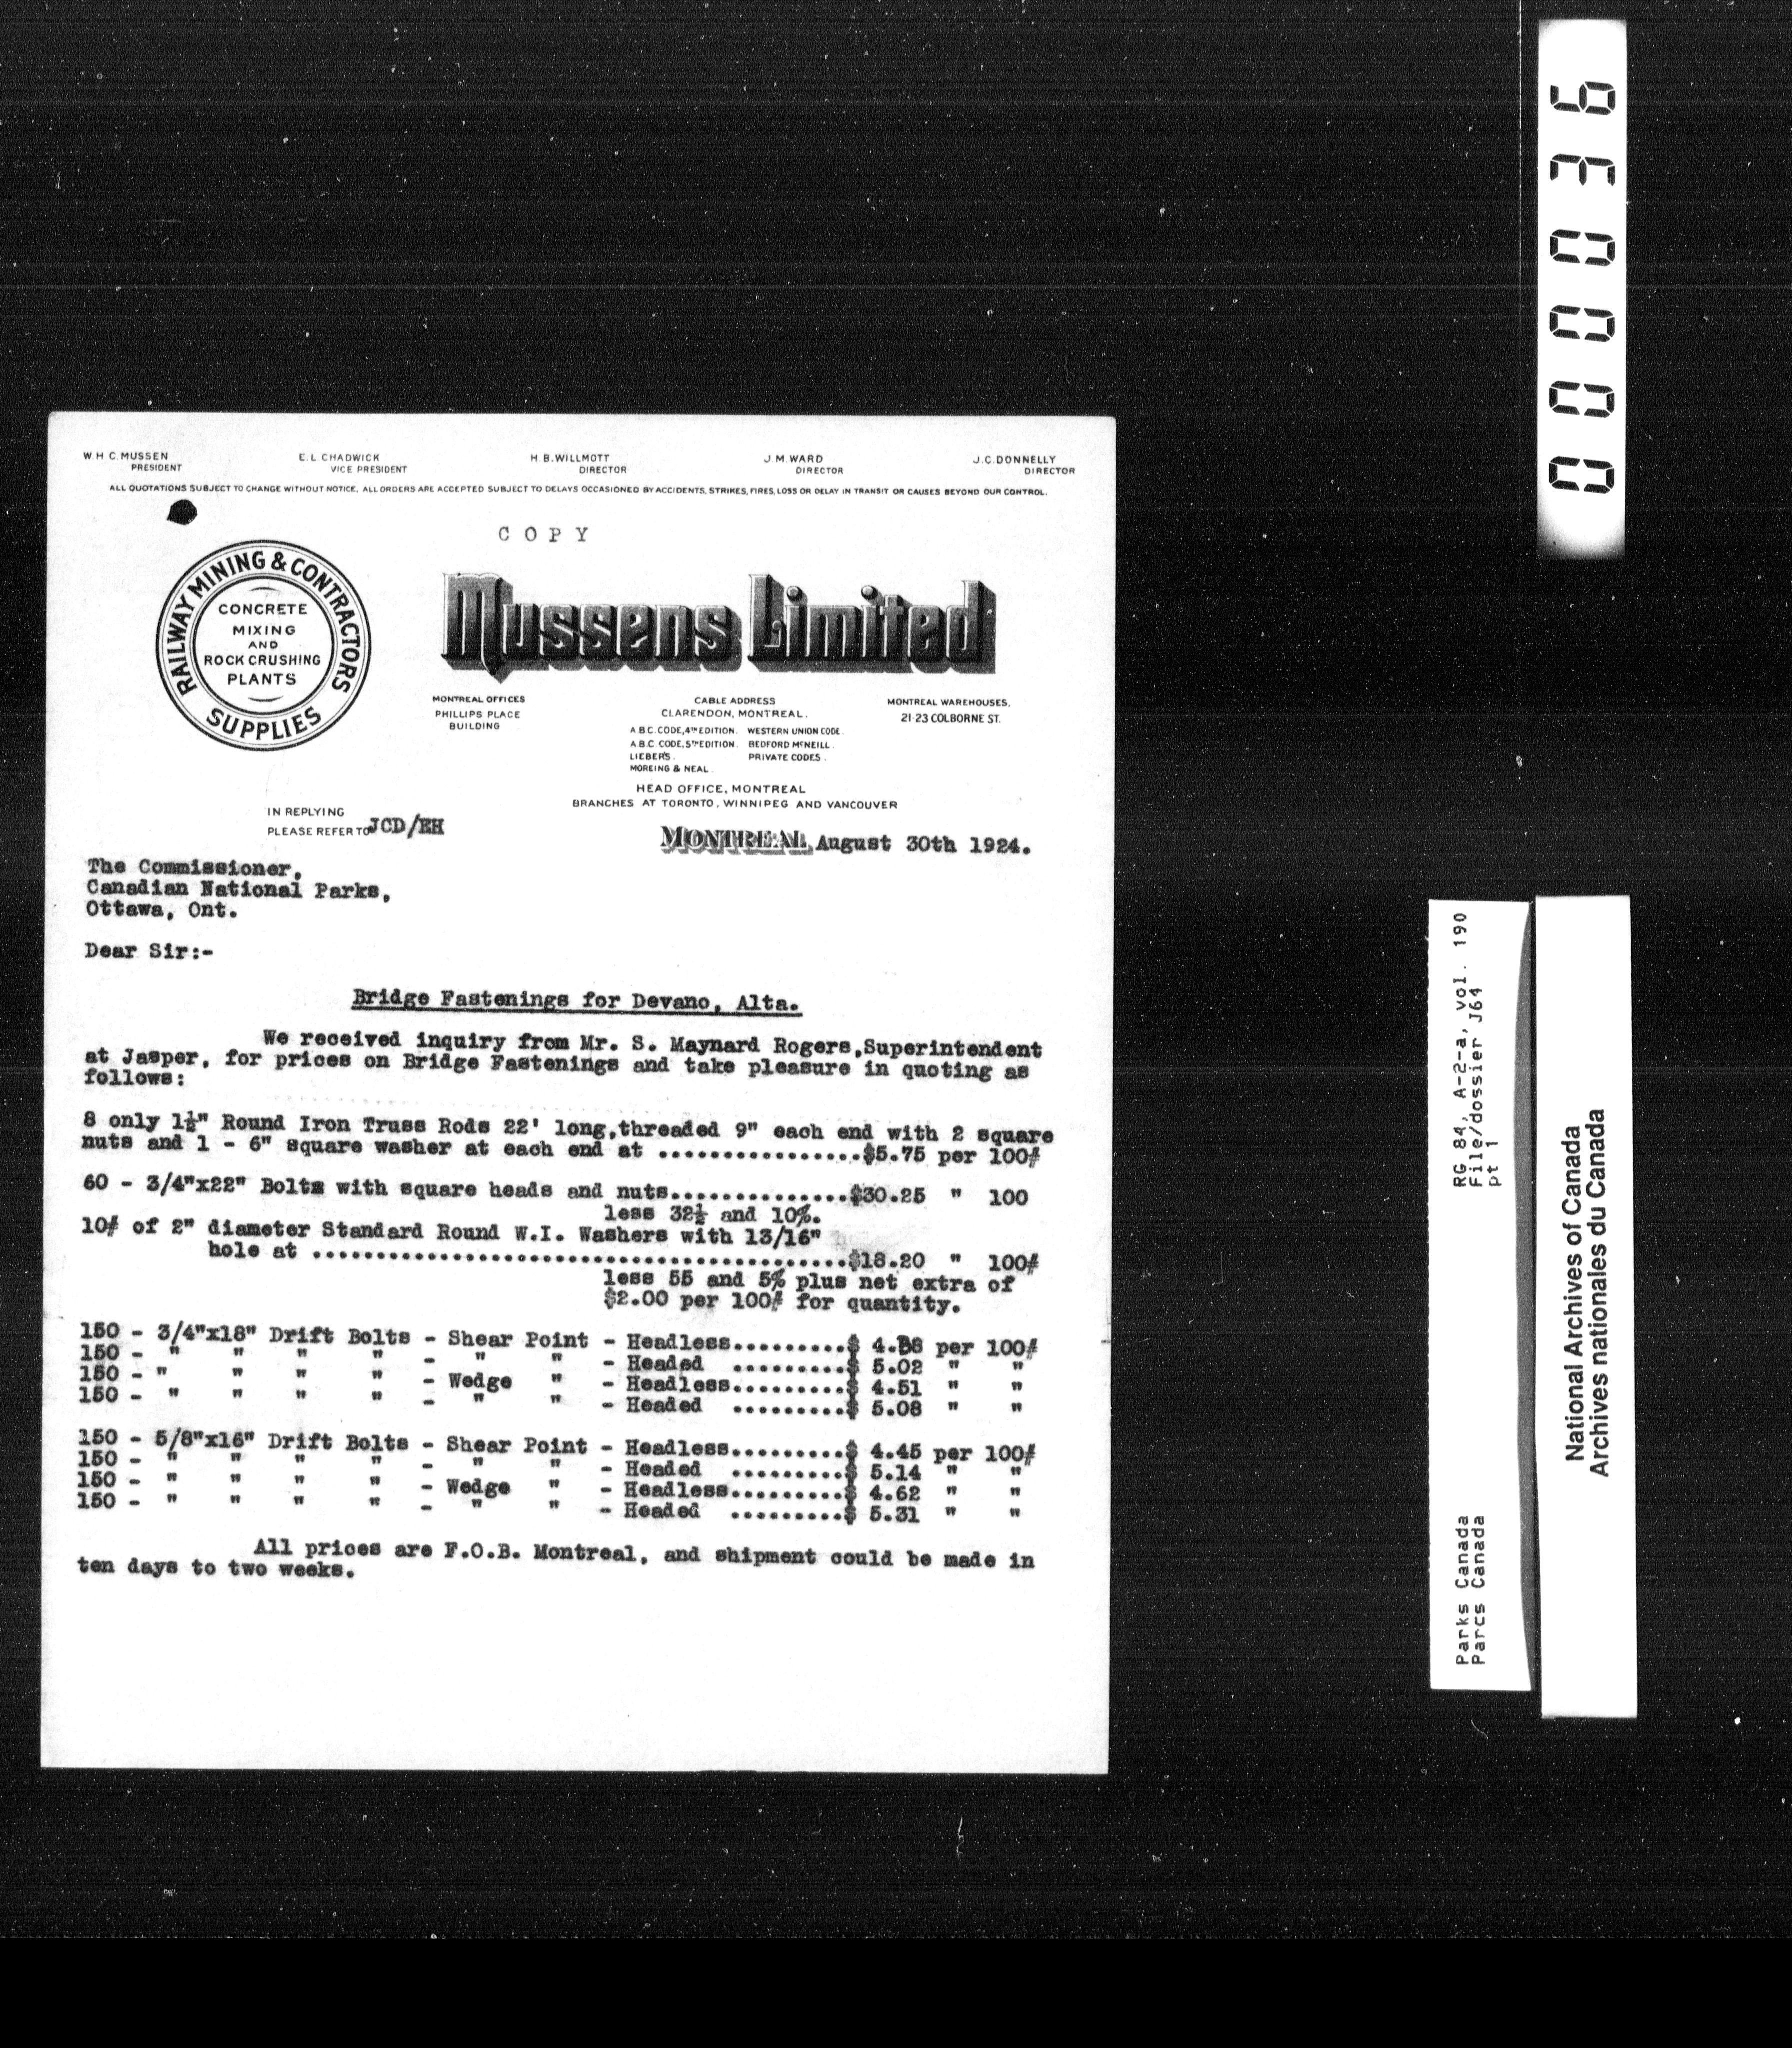 000036
W.H.C. MUSSEN
PRESIDENT
E.L. CHADWICK
VICE PRESIDENT
H.B. WILLMOTT
DIRECTOR
J.M. WARD
DIRECTOR
J.C. DONNELLY
DIRECTOR
ALL QUOTATIONS SUBJECT TO CHANGE WITHOUT NOTICE, ALL ORDERS ARE ACCEPTED SUBJECT TO DELAYS OCCASIONED BY ACCIDENTS, STRIKES, FIRES, LOSS OR DELAY IN TRANSIT OR CAUSES BEYOND OUR CONTROL.
COPY
RAILWAY MINING & CONTRACTORS
SUPPLIES
CONCRETE
MIXING
AND
ROCK CRUSHING
PLANTS
Mussens Limited
MONTREAL OFFICES
PHILLIPS PLACE
BUILDING
CABLE ADDRESS
CLARENDON, MONTREAL.
A.B.C. CODE, 4TH EDITION. WESTERN UNION CODE.
A.B.C. CODE, 5TH EDITION. BEDFORD McNEILL.
LIEBER'S. PRIVATE CODES.
MOREING & NEAL.
MONTREAL WAREHOUSES,
21-23 COLBORNE ST.
HEAD OFFICE, MONTREAL
BRANCHES AT TORONTO, WINNIPEG AND VANCOUVER
IN REPLYING
PLEASE REFER TO JCD/EH
MONTREAL, August 30th 1924.
The Commissioner,
Canadian National Parks,
Ottawa, Ont.
Dear Sir:-
Bridge Fastenings for Devano, Alta.
We received inquiry from Mr. S. Maynard Rogers,Superintendent
at Jasper, for prices on Bridge Fastenings and take pleasure in quoting as
follows:
8 only 1½" Round Iron Truss Rods 22' long,threaded 9" each end with 2 square
nuts and 1 - 6" square washer at each end at ................$5.75 per 100#
60 - 3/4"x22" Bolts with square heads and nuts..............$30.25 " 100
less 32½ and 10%.
10# of 2" diameter Standard Round W.I. Washers with 13/16"
hole at ..........................................$18.20 " 100#
less 55 and 5% plus net extra of
$2.00 per 100# for quantity.
150 - 3/4"x18" Drift Bolts - Shear Point - Headless.........$ 4. per 100#
150 - " " " " - " " - Headed .........$ 5.02 " "
150 - " " " " - Wedge " - Headless.........$ 4.51 " "
150 - " " " " - " " - Headed .........$ 5.08 " "
150 - 5/8"x16" Drift Bolts - Shear Point - Headless.........$ 4.45 per 100#
150 - " " " " - " " - Headed .........$ 5.14 " "
150 - " " " " - Wedge " - Headless.........$ 4.62 " "
150 - " " " " - " " - Headed .........$ 5.31 " "
All prices are F.O.B. Montreal, and shipment could be made in
ten days to two weeks.
RG 84, A-2-a, vol. 190
File/dossier J64
pt 1
Parks Canada
Parcs Canada
National Archives of Canada
Archives nationales du Canada